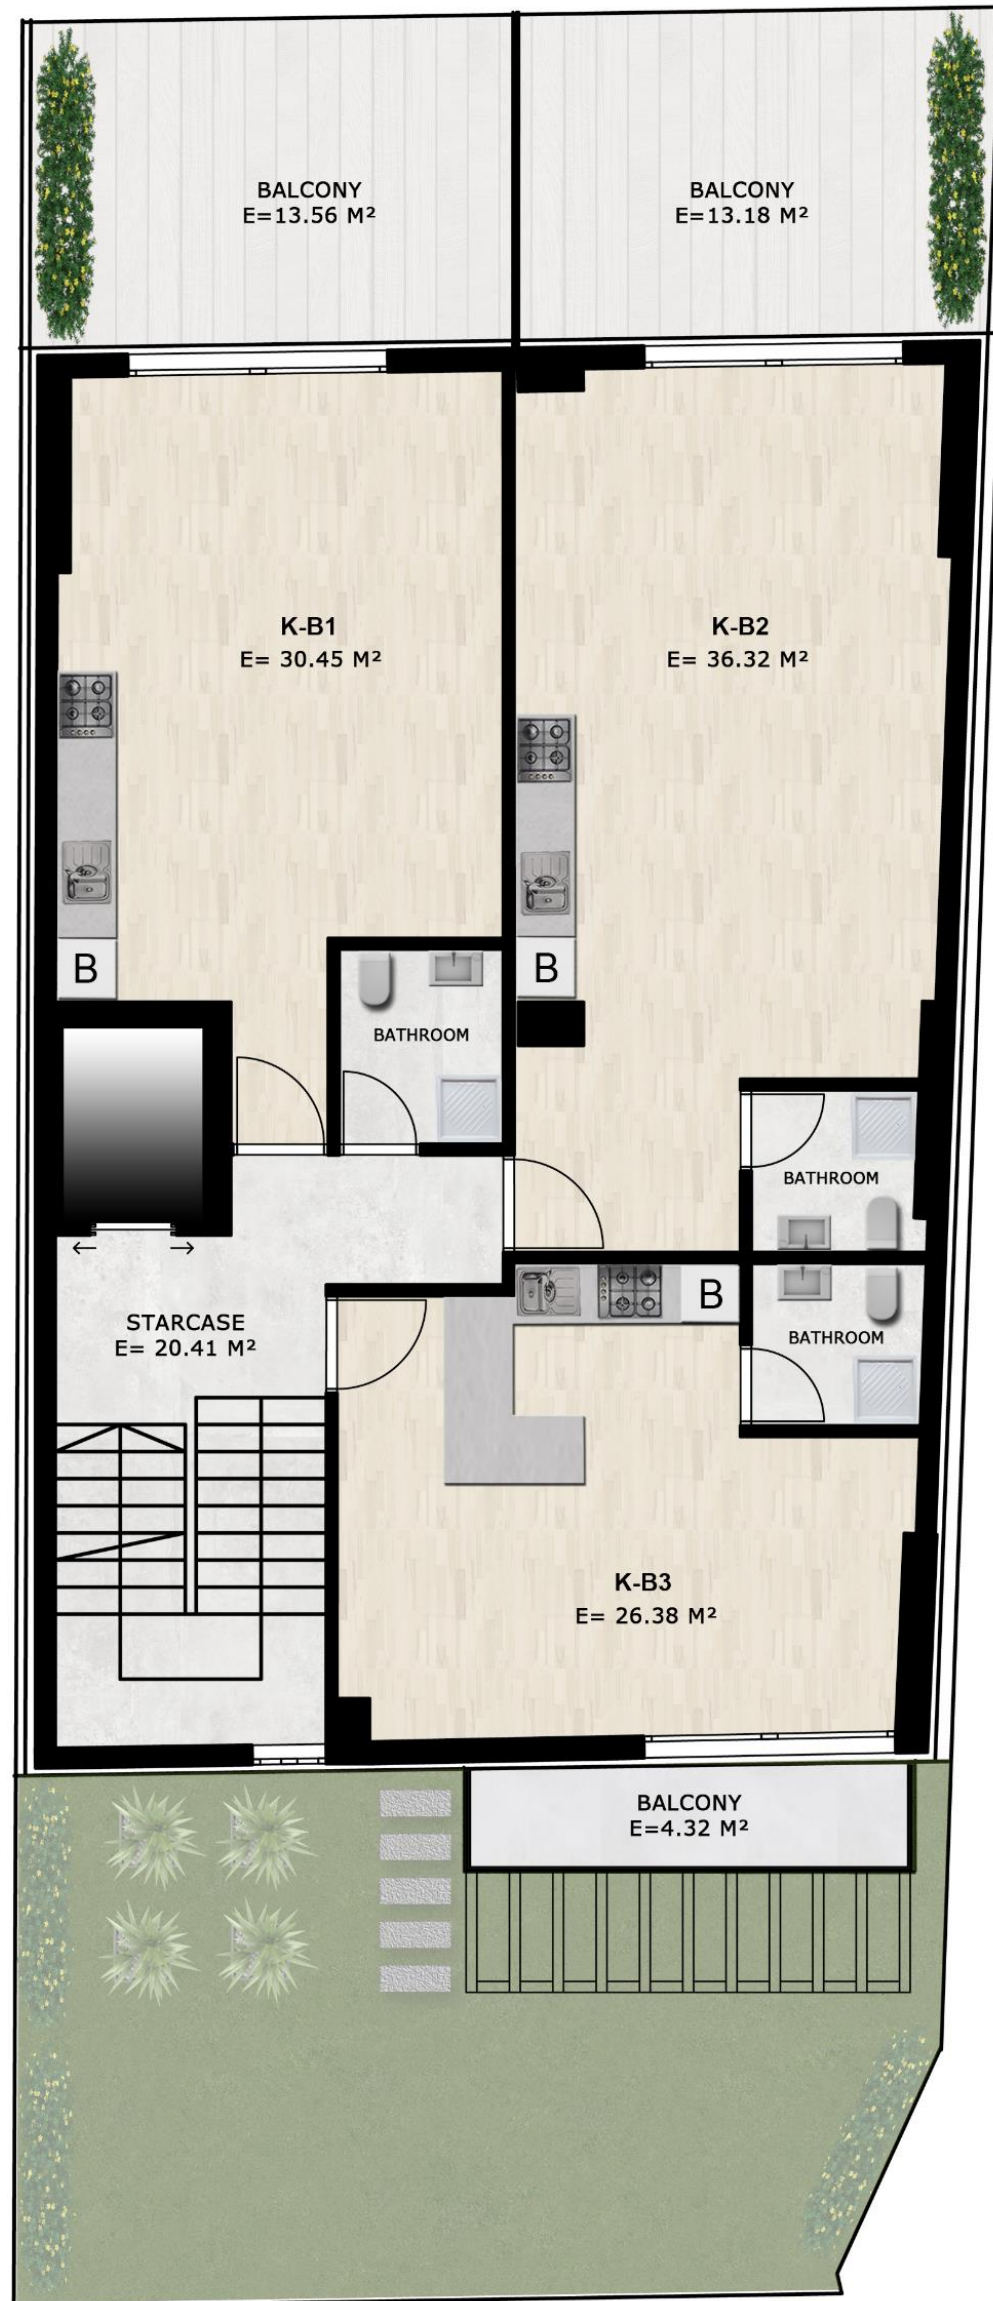 BALCONY
E=13.56 M²
BALCONY
E=13.18 M²
K-B1
E= 30.45 M²
K-B2
E= 36.32 M²
B
B
BATHROOM
BATHROOM
STARCASE
E= 20.41 M²
B
BATHROOM
K-B3
E= 26.38 M²
BALCONY
E=4.32 M²